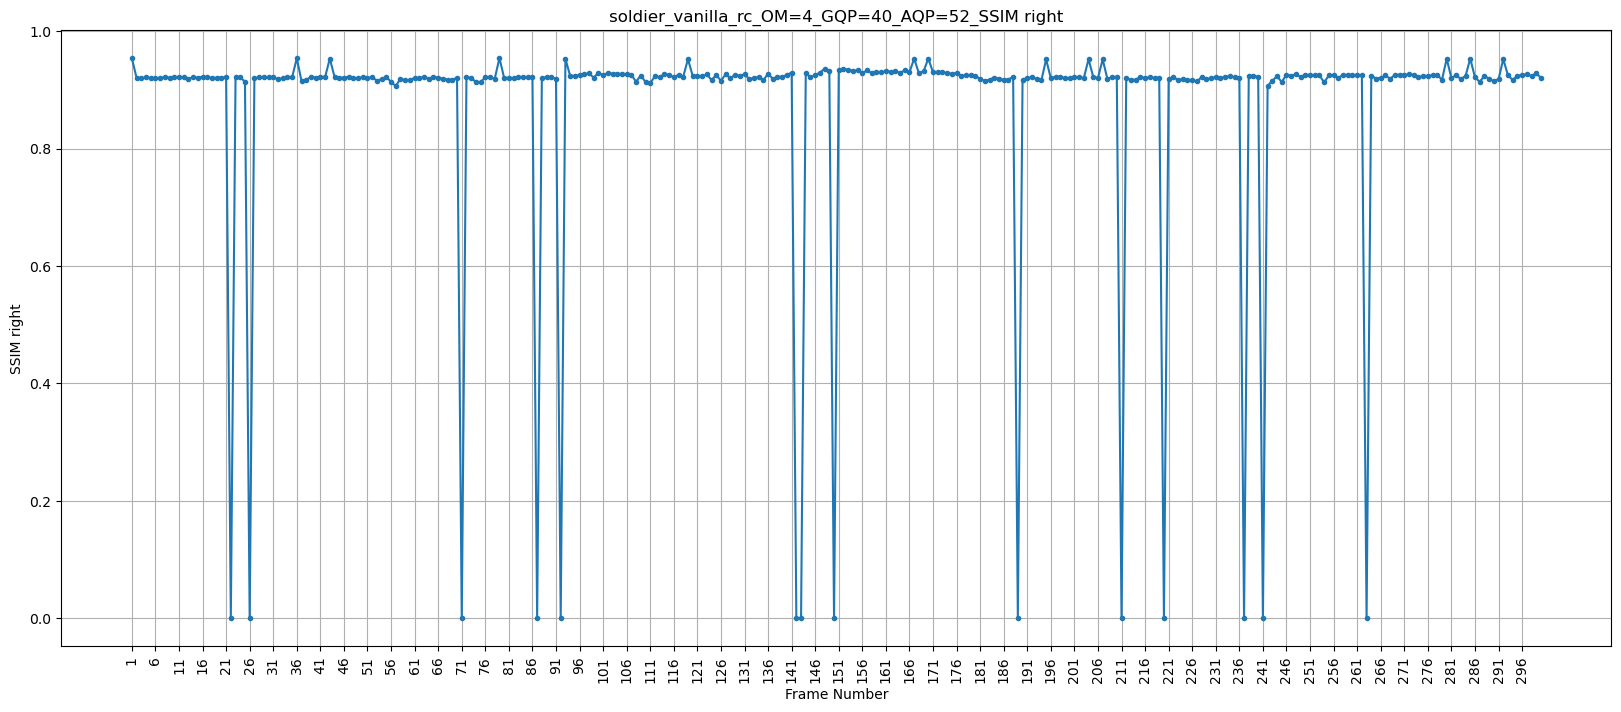 soldier_vanilla_rc_OM=4_GQP=40_AQP=52_SSIM right
1.0
0.8
0.6
0.4
0.2
0.0
SSIM right
1 6 11 16 21 26 31 36 41 46 51 56 61 66 71 76 81 86 91 96 101 106 111 116 121 126 131 136 141 146 151 156 161 166 171 176 181 186 191 196 201 206 211 216 221 226 231 236 241 246 251 256 261 266 271 276 281 286 291 296
Frame Number